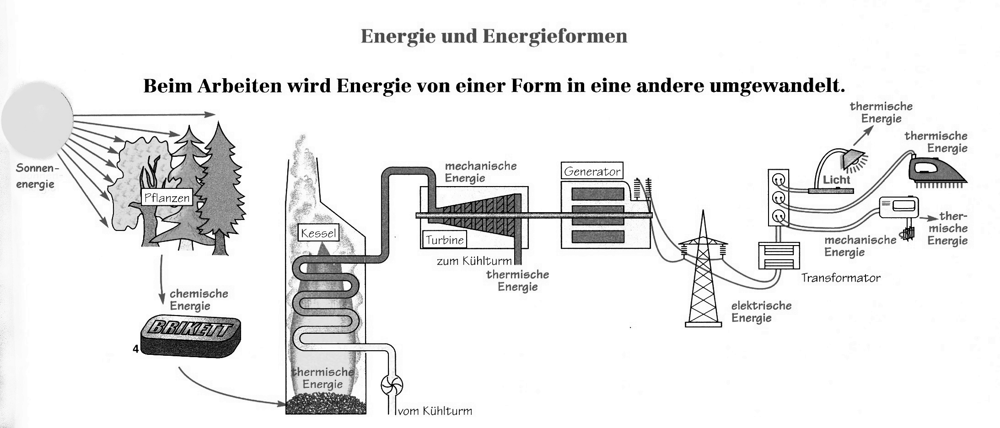 Energie und Energieformen
Beim Arbeiten wird Energie von einer Form in eine andere umgewandelt.
Sonnen-
energie
Pflanzen
chemische
Energie
BRIKETT
4
Kessel
thermische
Energie
vom Kühlturm
mechanische
Energie
Turbine
zum Kühlturm
thermische
Energie
Generator
elektrische
Energie
Transformator
thermische
Energie
Licht
thermische
Energie
mechanische
Energie
ther-
mische
Energie